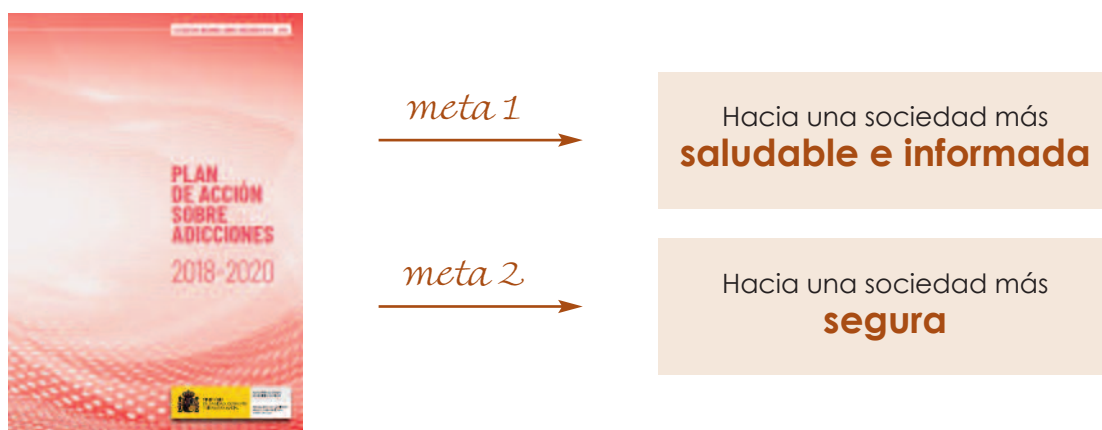 PLAN
DE ACCIÓN
SOBRE
ADICCIONES
2018-2020
meta 1
Hacia una sociedad más
saludable e informada
meta 2
Hacia una sociedad más
segura